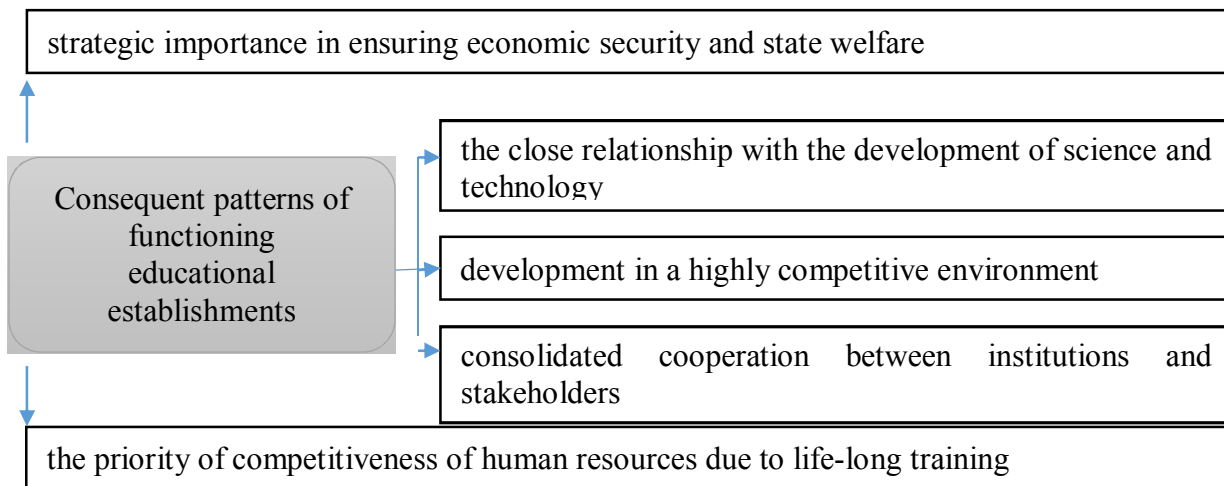 strategic importance in ensuring economic security and state welfare
Consequent patterns of
functioning
educational
establishments
the close relationship with the development of science and
technology
development in a highly competitive environment
consolidated cooperation between institutions and
stakeholders
the priority of competitiveness of human resources due to life-long training